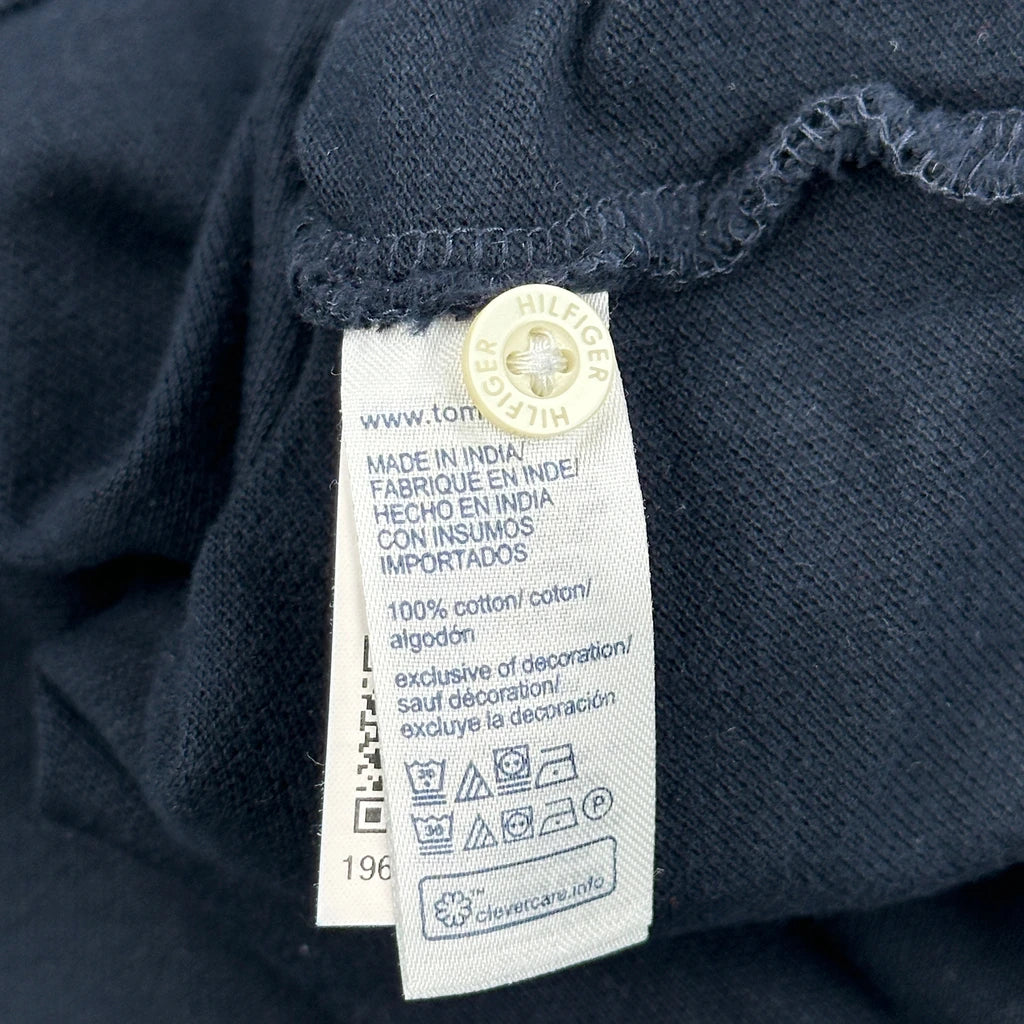 HILFIGER
HILFIGER
www.tom
MADE IN INDIA/
FABRIQUE EN INDE/
HECHO EN INDIA
CON INSUMOS
IMPORTADOS
100% cotton/ coton/
algodón
exclusive of decoration/
sauf décoration/
excluye la decoración
30
30
P
™
clevercare.info
196